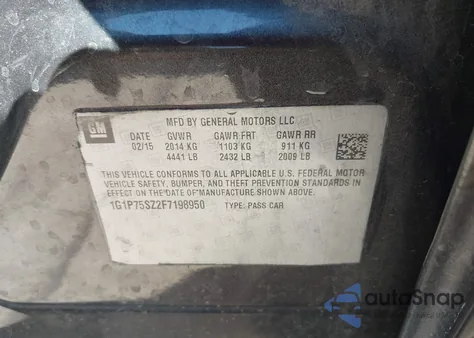 MFD BY GENERAL MOTORS LLC
GM
DATE GVWR GAWR FRT GAWR RR
02/15 2014 KG 1103 KG 911 KG
4441 LB 2432 LB 2009 LB
THIS VEHICLE CONFORMS TO ALL APPLICABLE U.S. FEDERAL MOTOR
VEHICLE SAFETY, BUMPER, AND THEFT PREVENTION STANDARDS IN
EFFECT ON THE DATE OF MANUFACTURE SHOWN ABOVE.
1G1P75SZ2F7198950 TYPE: PASS CAR
autoSnap